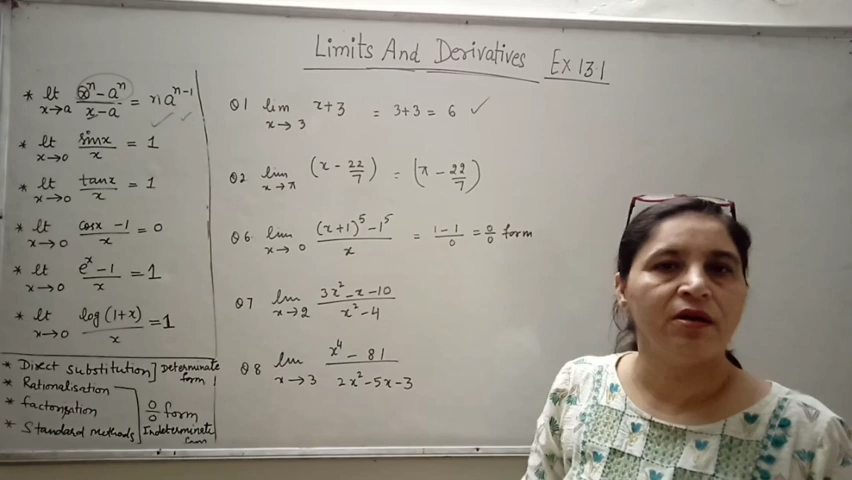 Limits And Derivatives Ex 13.1
* lt x→a (xⁿ – aⁿ)/(x – a) = n aⁿ⁻¹
* lt x→0 sinx/x = 1
* lt x→0 tanx/x = 1
* lt x→0 (cosx – 1)/x = 0
* lt x→0 (eˣ – 1)/x = 1
* lt x→0 log(1+x)/x = 1
* Direct substitution] Determinate form
* Rationalisation
* factorisation
* Standard methods
0/0 form
Indeterminate
Q1 lim x→3 x+3 = 3+3 = 6 ✓
Q2 lim x→π (x – 22/7) = (π – 22/7)
Q6. lim x→0 ((x+1)⁵ – 1⁵)/x = (1–1)/0 = 0/0 form
Q7 lim x→2 (3x² – x – 10)/(x² – 4)
Q8 lim x→3 (x⁴ – 81)/(2x² – 5x – 3)